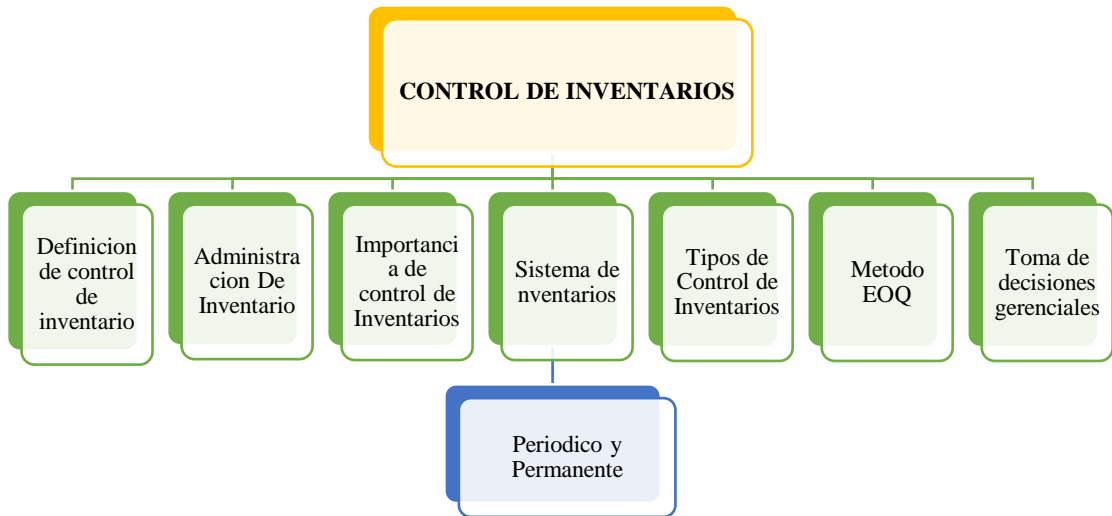 CONTROL DE INVENTARIOS
Definicion
de control
de
inventario
Administra
cion De
Inventario
Importanci
a de
control de
Inventarios
Sistema de
nventarios
Tipos de
Control de
Inventarios
Metodo
EOQ
Toma de
decisiones
gerenciales
Periodico y
Permanente